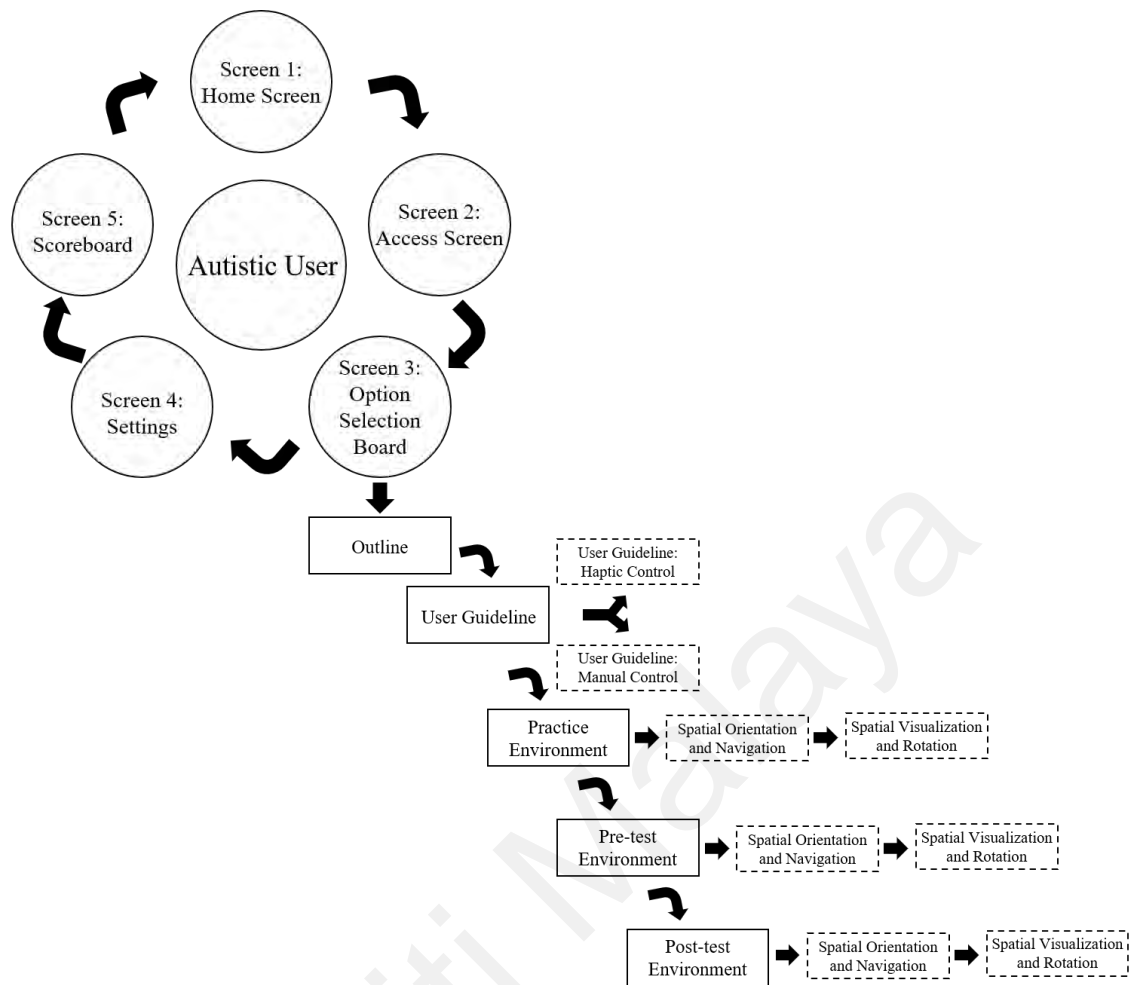 Screen 1:
Home Screen
Screen 5:
Scoreboard
Screen 2:
Access Screen
Autistic User
Screen 4:
Settings
Screen 3:
Option
Selection
Board
Outline
User Guideline
User Guideline:
Haptic Control
User Guideline:
Manual Control
Practice
Environment
Spatial Orientation
and Navigation
Spatial Visualization
and Rotation
Pre-test
Environment
Spatial Orientation
and Navigation
Spatial Visualization
and Rotation
Post-test
Environment
Spatial Orientation
and Navigation
Spatial Visualization
and Rotation
iti Malaya